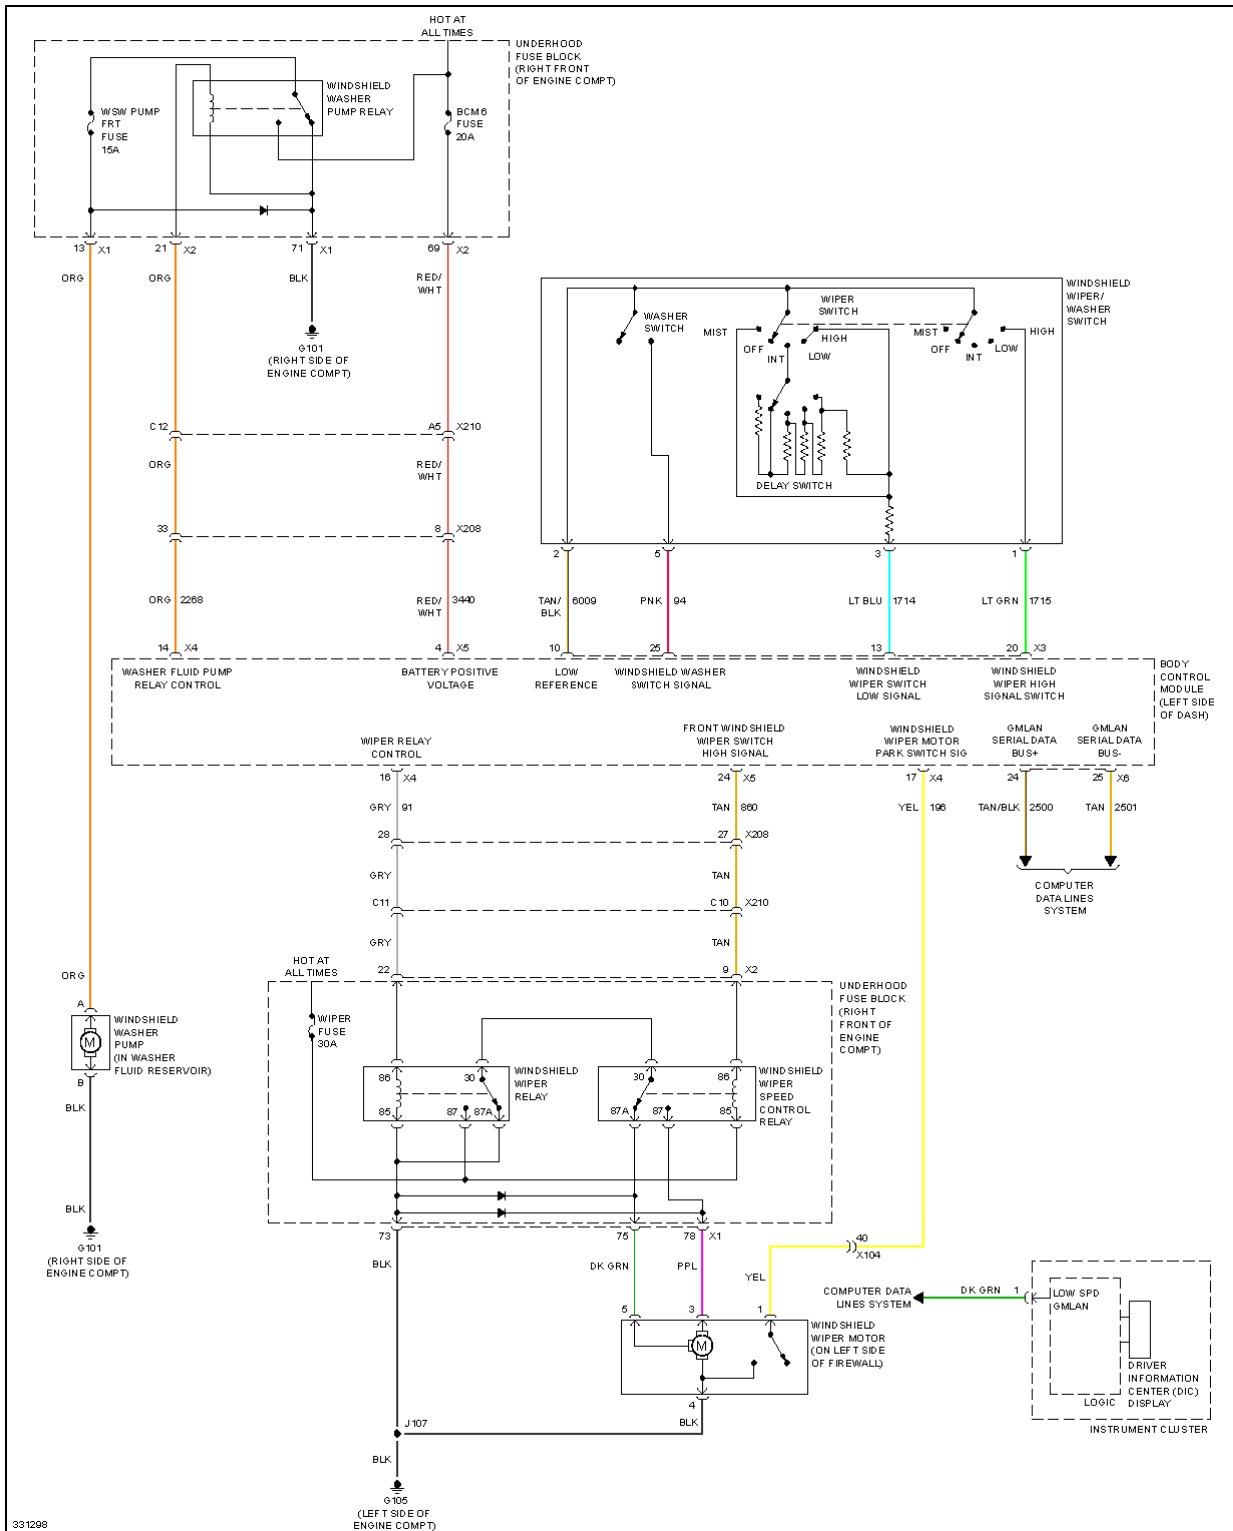 HOT AT
ALL TIMES
UNDERHOOD
FUSE BLOCK
(RIGHT FRONT
OF ENGINE COMPT)
WINDSHIELD
WASHER
PUMP RELAY
WSW PUMP
FRT
FUSE
15A
BCM 6
FUSE
20A
13 X1
21 X2
71 X1
69 X2
ORG
ORG
BLK
RED/
WHT
G101
(RIGHT SIDE OF
ENGINE COMPT)
WINDSHIELD
WIPER/
WASHER
SWITCH
WASHER
SWITCH
WIPER
SWITCH
MIST
OFF
INT
LOW
HIGH
MIST
OFF
INT
LOW
HIGH
DELAY SWITCH
C12
A5 X210
ORG
RED/
WHT
33
8 X208
2
5
3
1
ORG 2268
RED/
WHT
3440
TAN/
BLK
6009
PNK 94
LT BLU 1714
LT GRN 1715
14 X4
4 X5
10
25
13
20 X3
WASHER FLUID PUMP
RELAY CONTROL
BATTERY POSITIVE
VOLTAGE
LOW
REFERENCE
WINDSHIELD WASHER
SWITCH SIGNAL
WINDSHIELD
WIPER SWITCH
LOW SIGNAL
WINDSHIELD
WIPER HIGH
SIGNAL SWITCH
BODY
CONTROL
MODULE
(LEFT SIDE
OF DASH)
WIPER RELAY
CONTROL
FRONT WINDSHIELD
WIPER SWITCH
HIGH SIGNAL
WINDSHIELD
WIPER MOTOR
PARK SWITCH SIG
GMLAN
SERIAL DATA
BUS+
GMLAN
SERIAL DATA
BUS-
16 X4
24 X5
17 X4
24
25 X6
GRY 91
TAN 860
YEL 196
TAN/BLK 2500
TAN 2501
28
27 X208
GRY
TAN
COMPUTER
DATA LINES
SYSTEM
C11
C10 X210
GRY
TAN
22
9 X2
HOT AT
ALL TIMES
ORG
A
WINDSHIELD
WASHER
PUMP
(IN WASHER
FLUID RESERVOIR)
M
B
BLK
BLK
G101
(RIGHT SIDE OF
ENGINE COMPT)
WIPER
FUSE
30A
UNDERHOOD
FUSE BLOCK
(RIGHT
FRONT OF
ENGINE
COMPT)
86
30
85
87
87A
WINDSHIELD
WIPER
RELAY
30
86
87A
87
85
WINDSHIELD
WIPER
SPEED
CONTROL
RELAY
73
75
78 X1
BLK
DK GRN
PPL
YEL
40
X104
5
3
1
M
WINDSHIELD
WIPER MOTOR
(ON LEFT SIDE
OF FIREWALL)
4
BLK
J107
BLK
G105
(LEFT SIDE OF
ENGINE COMPT)
COMPUTER DATA
LINES SYSTEM
DK GRN 1
LOW SPD
GMLAN
DRIVER
INFORMATION
CENTER (DIC)
DISPLAY
LOGIC
INSTRUMENT CLUSTER
331298